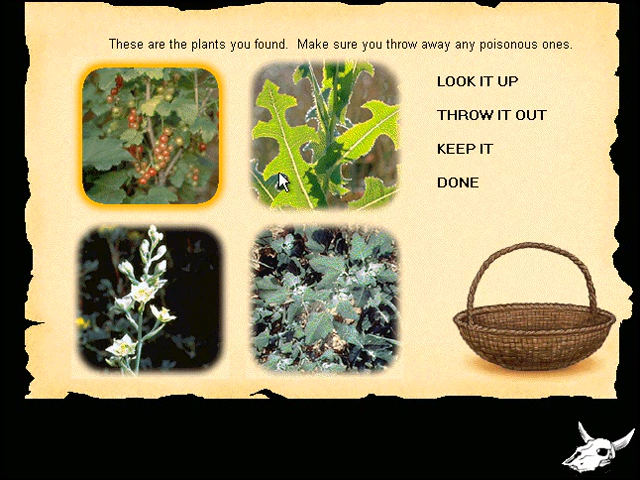 These are the plants you found.  Make sure you throw away any poisonous ones.
LOOK IT UP
THROW IT OUT
KEEP IT
DONE